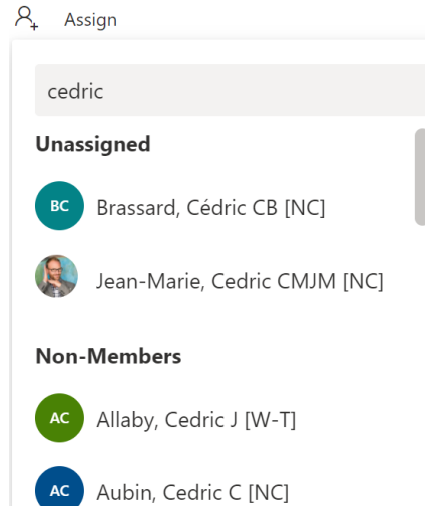 Assign
cedric
Unassigned
BC Brassard, Cédric CB [NC]
Jean-Marie, Cedric CMJM [NC]
Non-Members
AC Allaby, Cedric J [W-T]
AC Aubin, Cedric C [NC]